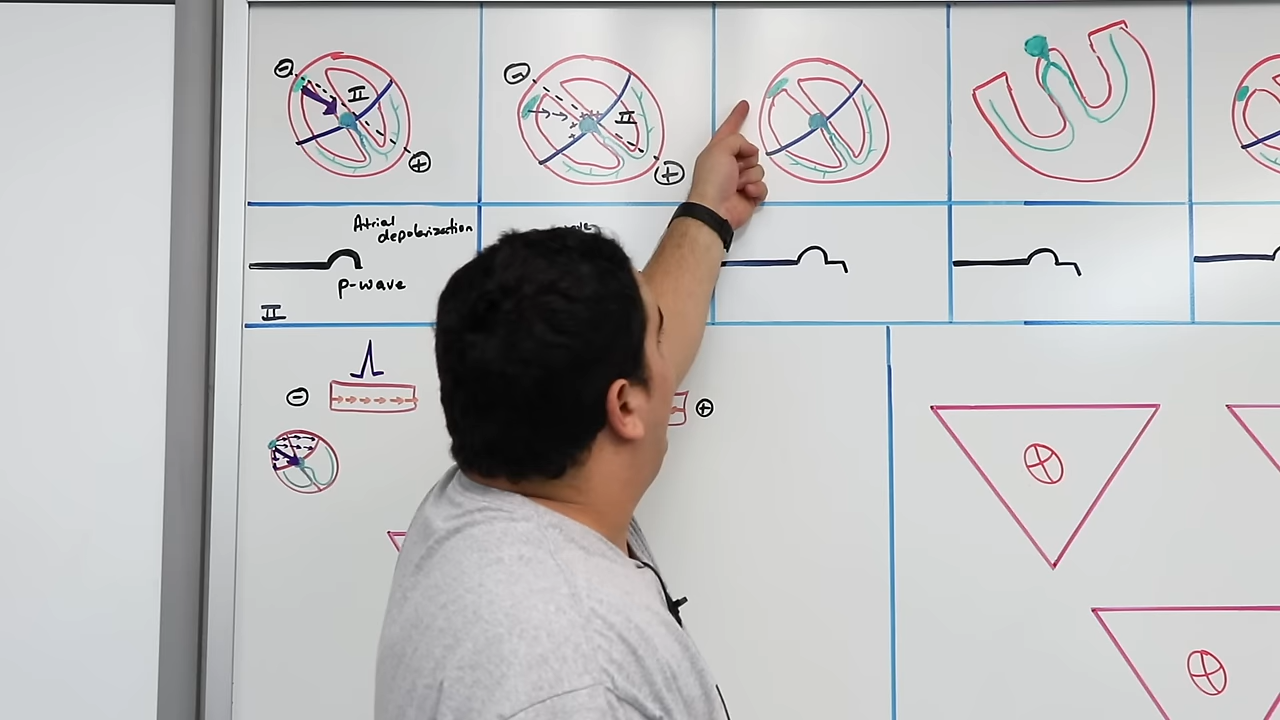 ⊖
II
⊕
⊖
II
⊕
Atrial
depolarization
p-wave
II
⊖
⊕